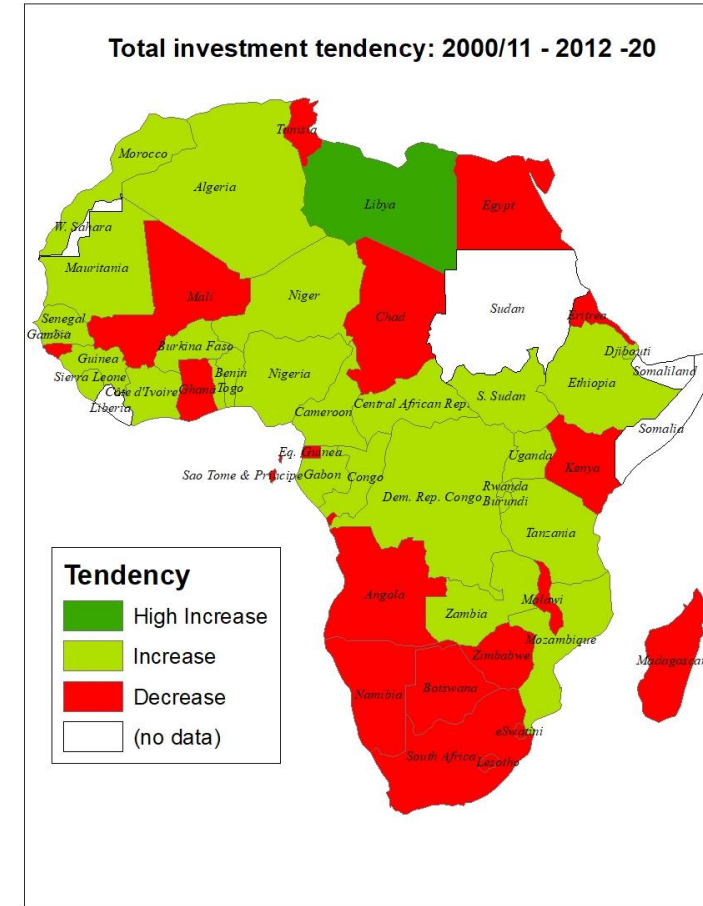 Total investment tendency: 2000/11 - 2012 -20
Tunisia
Morocco
Algeria
Libya
Egypt
W. Sahara
Mauritania
Mali
Niger
Chad
Sudan
Eritrea
Senegal
Gambia
Burkina Faso
Djibouti
Guinea
Benin
Nigeria
Somaliland
Sierra Leone
Côte d'Ivoire
Ghana
Togo
Ethiopia
Liberia
Cameroon
Central African Rep.
S. Sudan
Somalia
Eq. Guinea
Uganda
Kenya
Sao Tome & Principe
Gabon
Congo
Rwanda
Dem. Rep. Congo
Burundi
Tanzania
Tendency
High Increase
Increase
Decrease
(no data)
Angola
Malawi
Zambia
Mozambique
Zimbabwe
Madagascar
Namibia
Botswana
eSwatini
South Africa
Lesotho